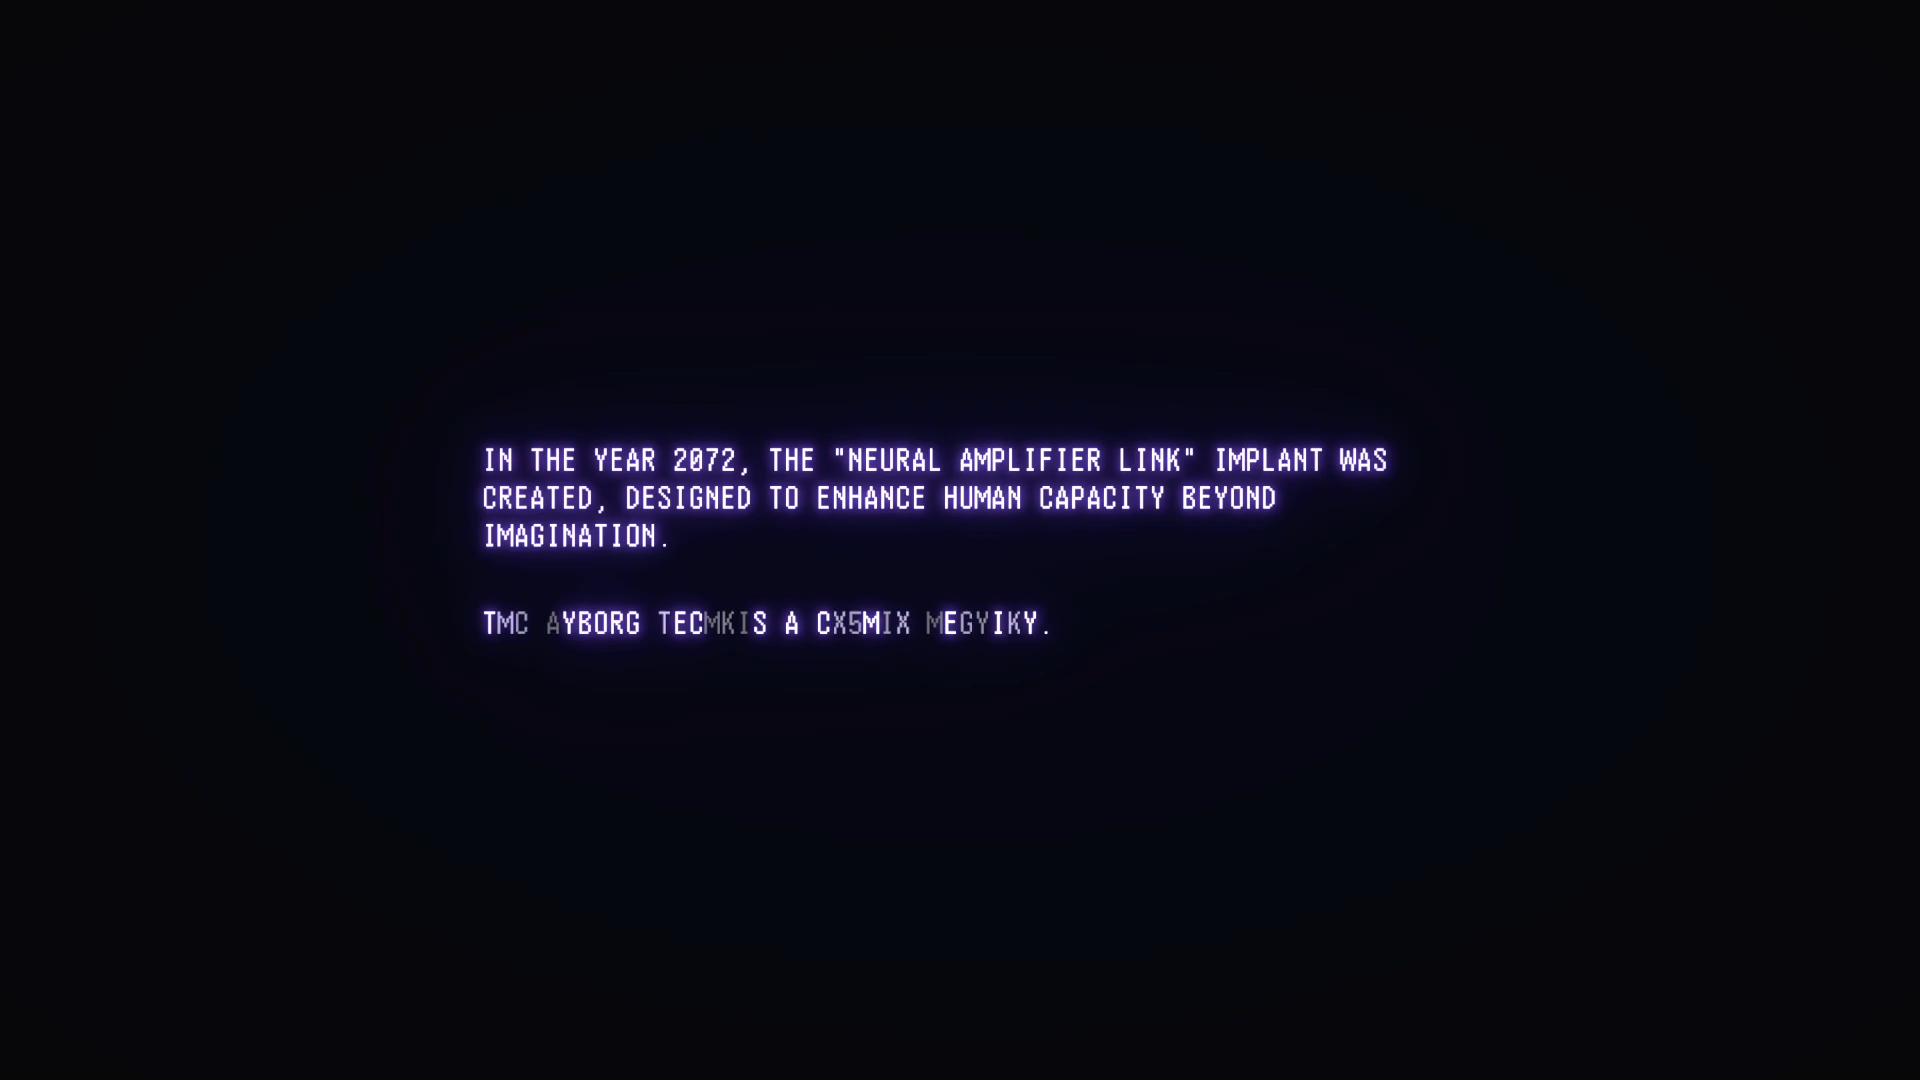 IN THE YEAR 2072, THE "NEURAL AMPLIFIER LINK" IMPLANT WAS
CREATED, DESIGNED TO ENHANCE HUMAN CAPACITY BEYOND
IMAGINATION.
TMC AYBORG TECMKIS A CX5MIX MEGYIKY.